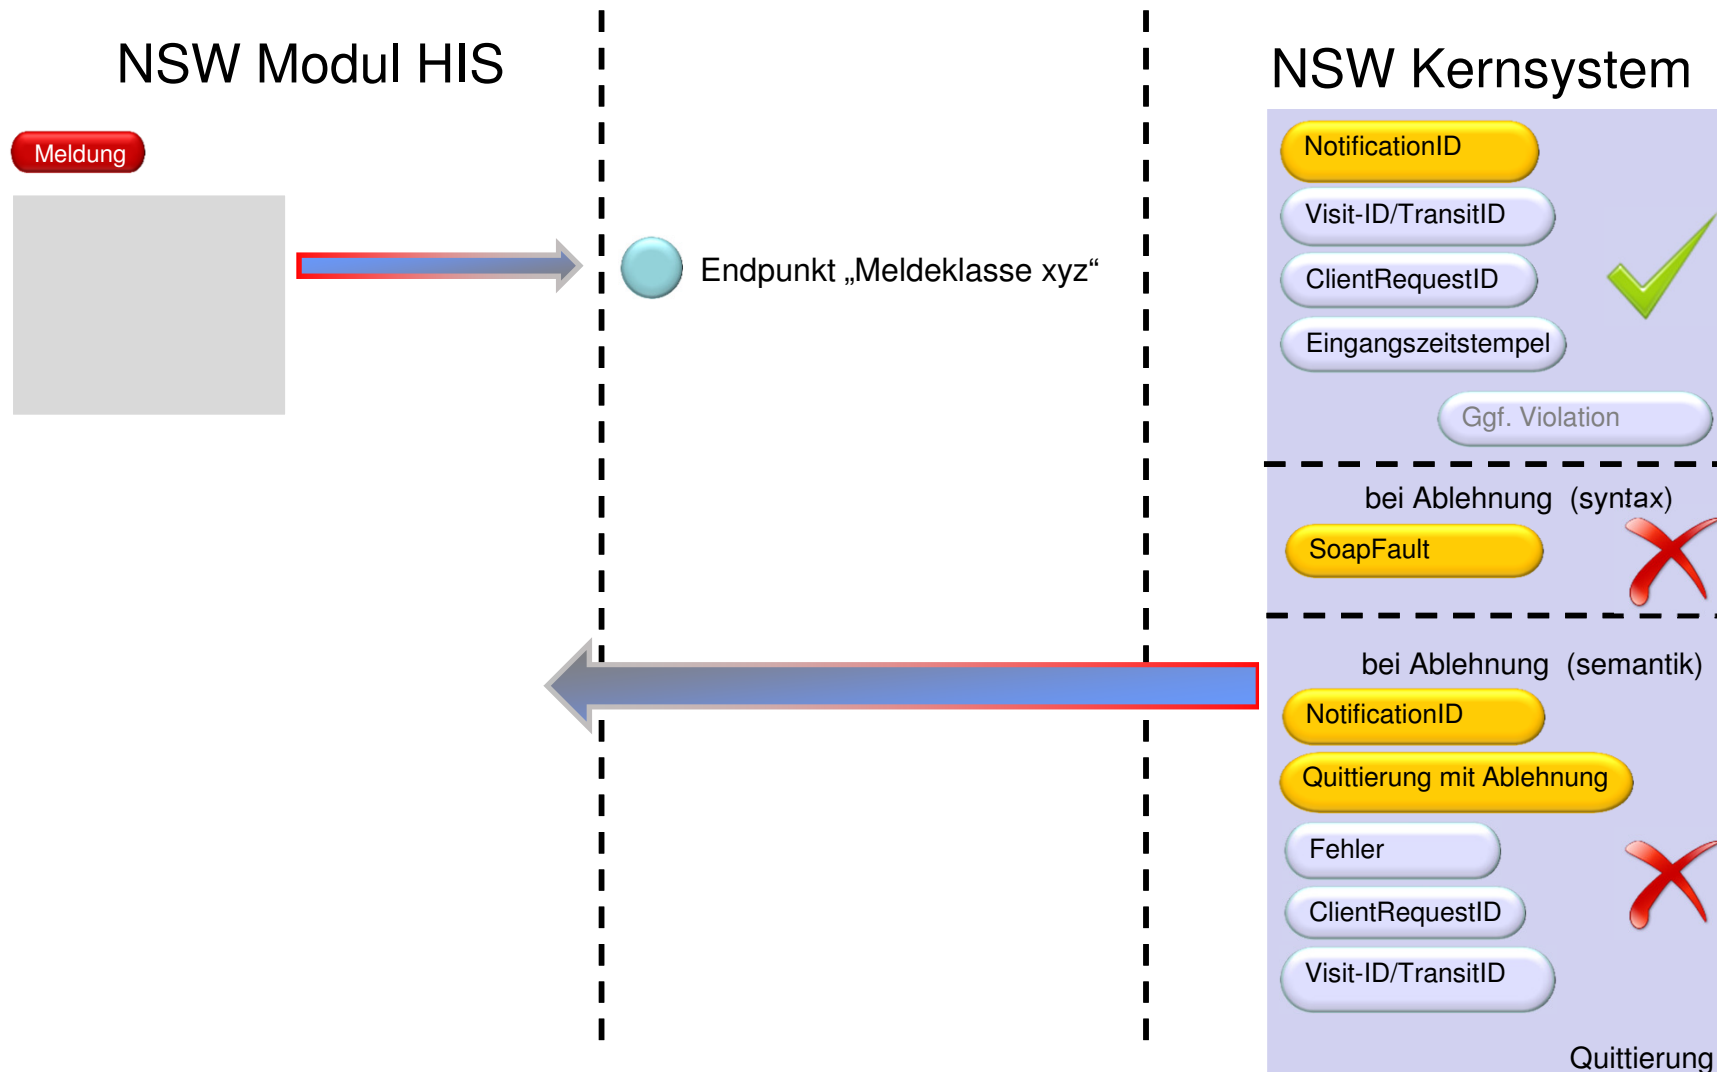 NSW Modul HIS
NSW Kernsystem
Meldung
Endpunkt „Meldeklasse xyz“
NotificationID
Visit-ID/TransitID
ClientRequestID
Eingangszeitstempel
Ggf. Violation
bei Ablehnung (syntax)
SoapFault
bei Ablehnung (semantik)
NotificationID
Quittierung mit Ablehnung
Fehler
ClientRequestID
Visit-ID/TransitID
Quittierung